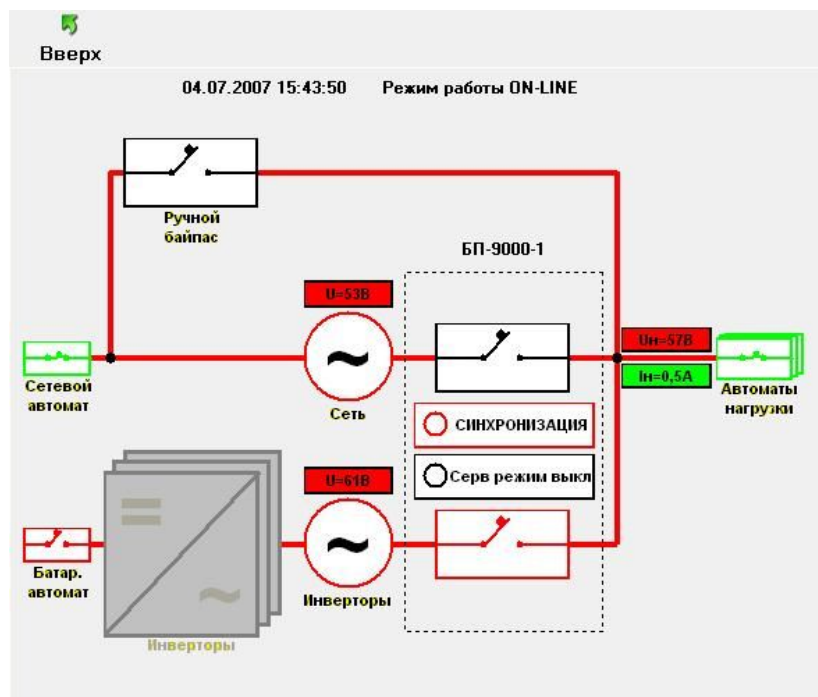 Вверх
04.07.2007 15:43:50 Режим работы ON-LINE
Ручной
байпас
БП-9000-1
U=53В
Uн=57В
Iн=0,5А
Сетевой
автомат
Сеть
Автоматы
нагрузки
СИНХРОНИЗАЦИЯ
Серв режим выкл
U=61В
Батар.
автомат
Инверторы
Инверторы